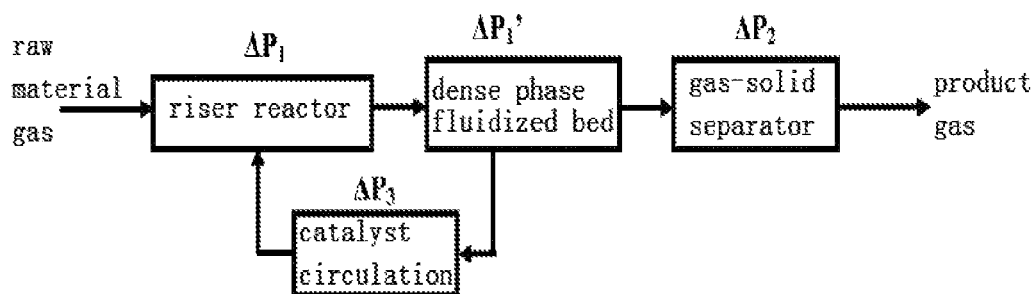 raw
material
gas
ΔP₁
riser reactor
ΔP₁'
dense phase
fluidized bed
ΔP₂
gas-solid
separator
product
gas
ΔP₃
catalyst
circulation